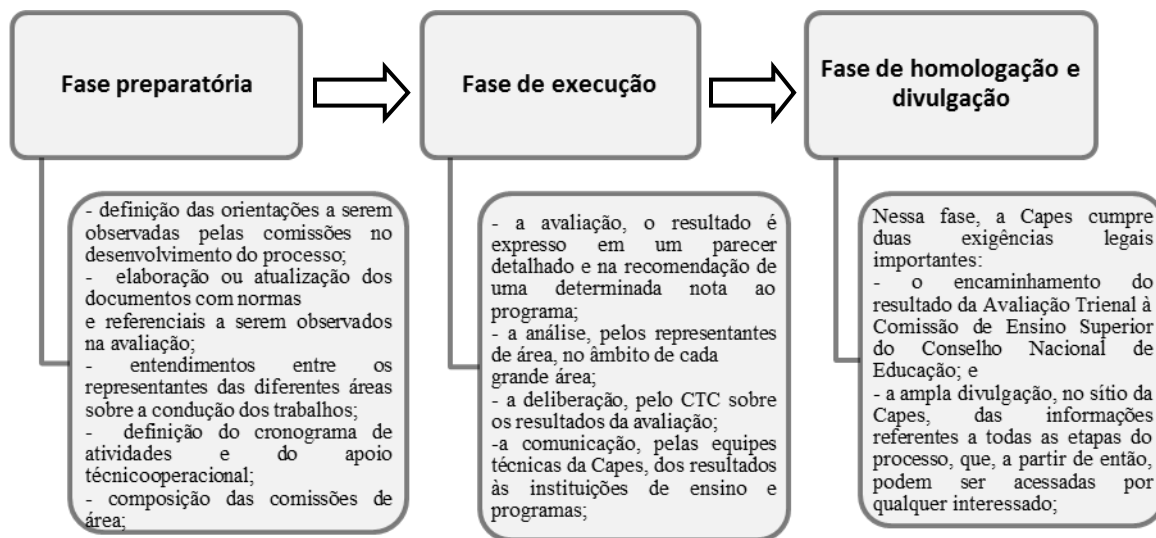 Fase preparatória
Fase de execução
Fase de homologação e
divulgação
- definição das orientações a serem
observadas pelas comissões no
desenvolvimento do processo;
- elaboração ou atualização dos
documentos com normas
e referenciais a serem observados
na avaliação;
- entendimentos entre os
representantes das diferentes áreas
sobre a condução dos trabalhos;
- definição do cronograma de
atividades e do apoio
técnicooperacional;
- composição das comissões de
área;
- a avaliação, o resultado é
expresso em um parecer
detalhado e na recomendação de
uma determinada nota ao
programa;
- a análise, pelos representantes
de área, no âmbito de cada
grande área;
- a deliberação, pelo CTC sobre
os resultados da avaliação;
-a comunicação, pelas equipes
técnicas da Capes, dos resultados
às instituições de ensino e
programas;
Nessa fase, a Capes cumpre
duas exigências legais
importantes:
- o encaminhamento do
resultado da Avaliação Trienal à
Comissão de Ensino Superior
do Conselho Nacional de
Educação; e
- a ampla divulgação, no sítio da
Capes, das informações
referentes a todas as etapas do
processo, que, a partir de então,
podem ser acessadas por
qualquer interessado;